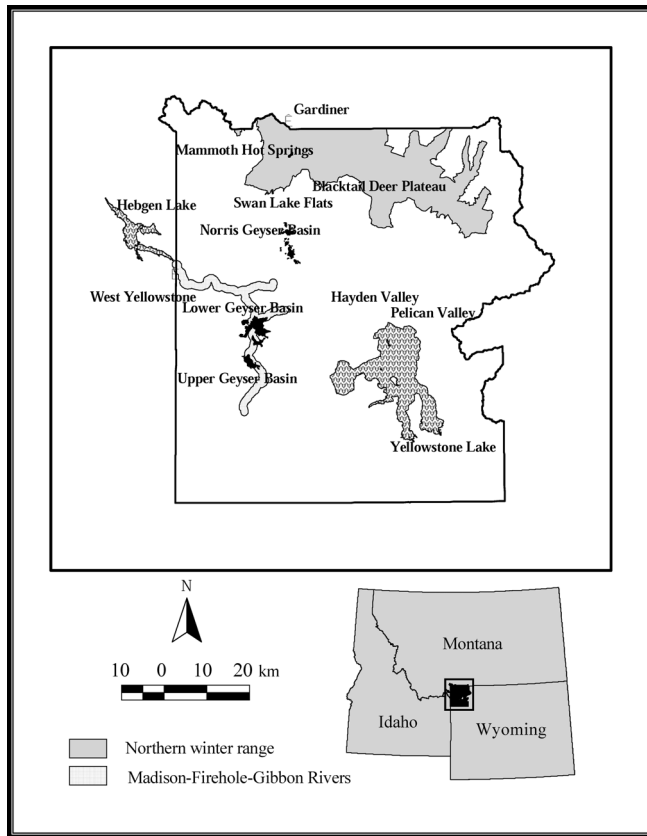 Gardiner
Mammoth Hot Springs
Blacktail Deer Plateau
Swan Lake Flats
Hebgen Lake
Norris Geyser Basin
West Yellowstone
Hayden Valley
Lower Geyser Basin
Pelican Valley
Upper Geyser Basin
Yellowstone Lake
N
10 0 10 20 km
Montana
Idaho
Wyoming
Northern winter range
Madison-Firehole-Gibbon Rivers